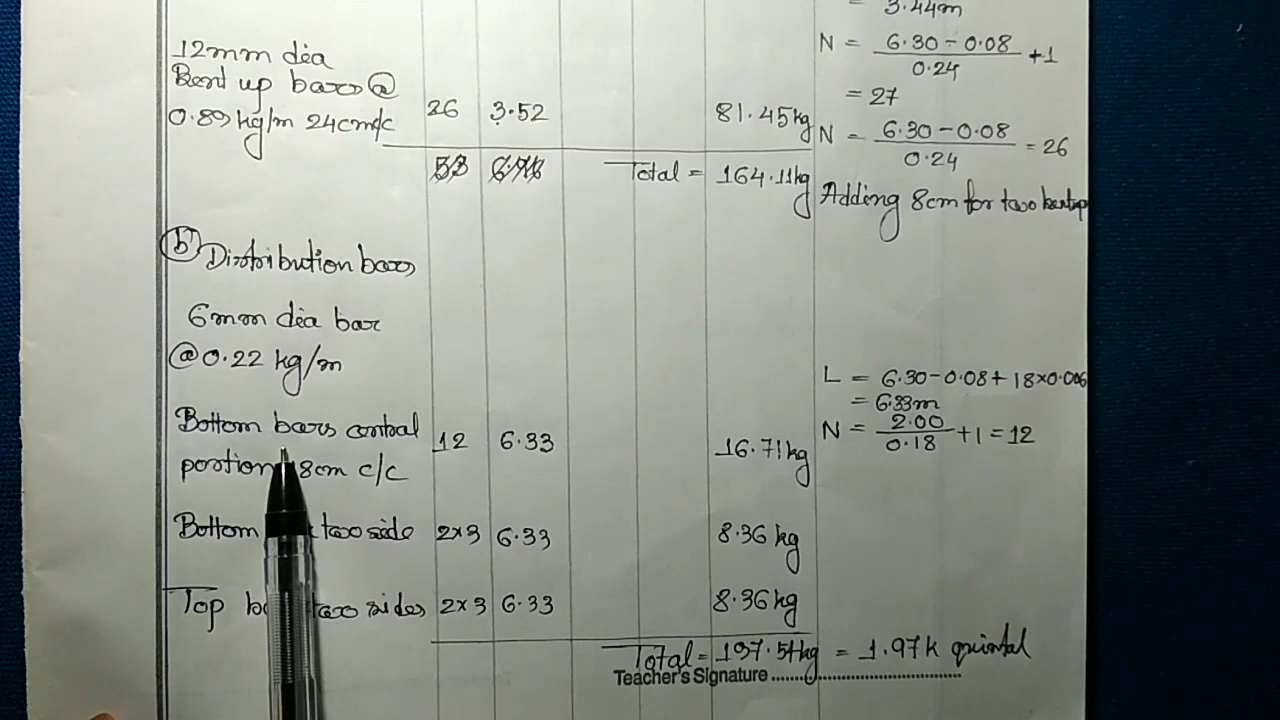 = 3.44m
12mm dia
Bent up bars @
0.89 kg/m 24cm c/c 26 3.52 81.45kg
N = 6.30 - 0.08 / 0.24 + 1
= 27
N = 6.30 - 0.08 / 0.24 = 26
Total = 164.11kg
Adding 8cm for two bentup
(b) Distribution bars
6mm dia bar
@ 0.22 kg/m
L = 6.30 - 0.08 + 18×0.006
= 6.33m
N = 2.00 / 0.18 + 1 = 12
Bottom bars central
portion 8cm c/c 12 6.33 16.71kg
Bottom two side 2×3 6.33 8.36 kg
Top two sides 2×3 6.33 8.36kg
Total = 197.54kg = 1.97k quintal
Teacher's Signature